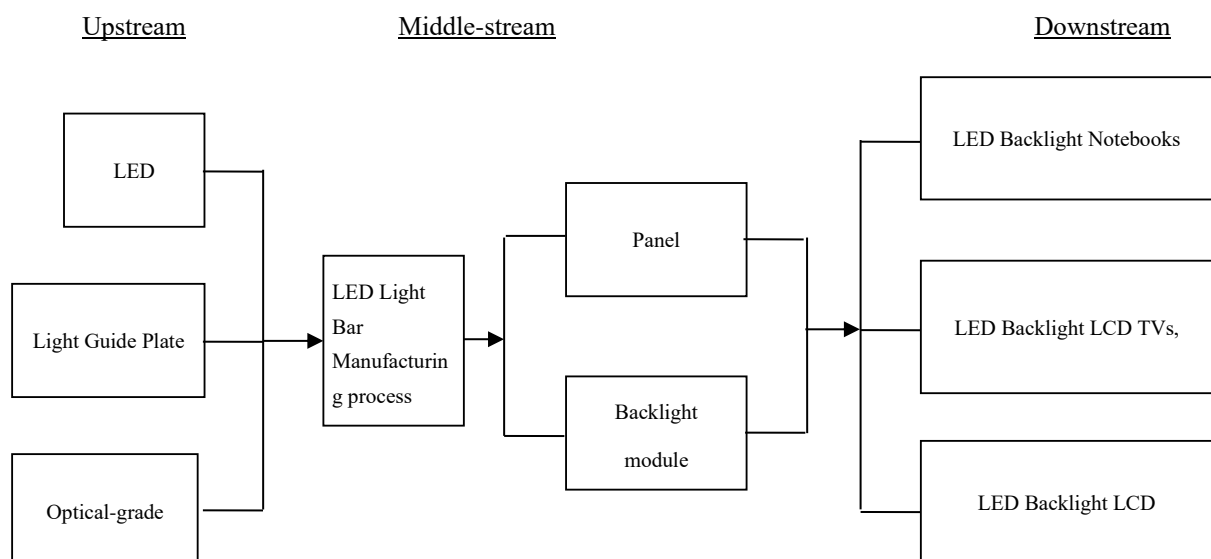 Upstream
Middle-stream
Downstream
LED
Light Guide Plate
Optical-grade
LED Light
Bar
Manufacturin
g process
Panel
Backlight
module
LED Backlight Notebooks
LED Backlight LCD TVs,
LED Backlight LCD